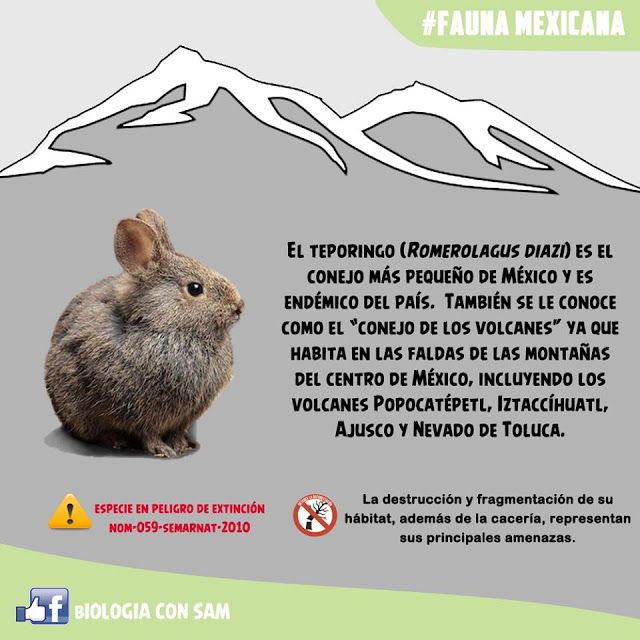 #FAUNA MEXICANA
EL TEPORINGO (ROMEROLAGUS DIAZI) ES EL
CONEJO MÁS PEQUEÑO DE MÉXICO Y ES
ENDÉMICO DEL PAÍS. TAMBIÉN SE LE CONOCE
COMO EL "CONEJO DE LOS VOLCANES" YA QUE
HABITA EN LAS FALDAS DE LAS MONTAÑAS
DEL CENTRO DE MÉXICO, INCLUYENDO LOS
VOLCANES POPOCATÉPETL, IZTACCÍHUATL,
AJUSCO Y NEVADO DE TOLUCA.
ESPECIE EN PELIGRO DE EXTINCIÓN
NOM-059-SEMARNAT-2010
La destrucción y fragmentación de su
hábitat, además de la cacería, representan
sus principales amenazas.
BIOLOGIA CON SAM